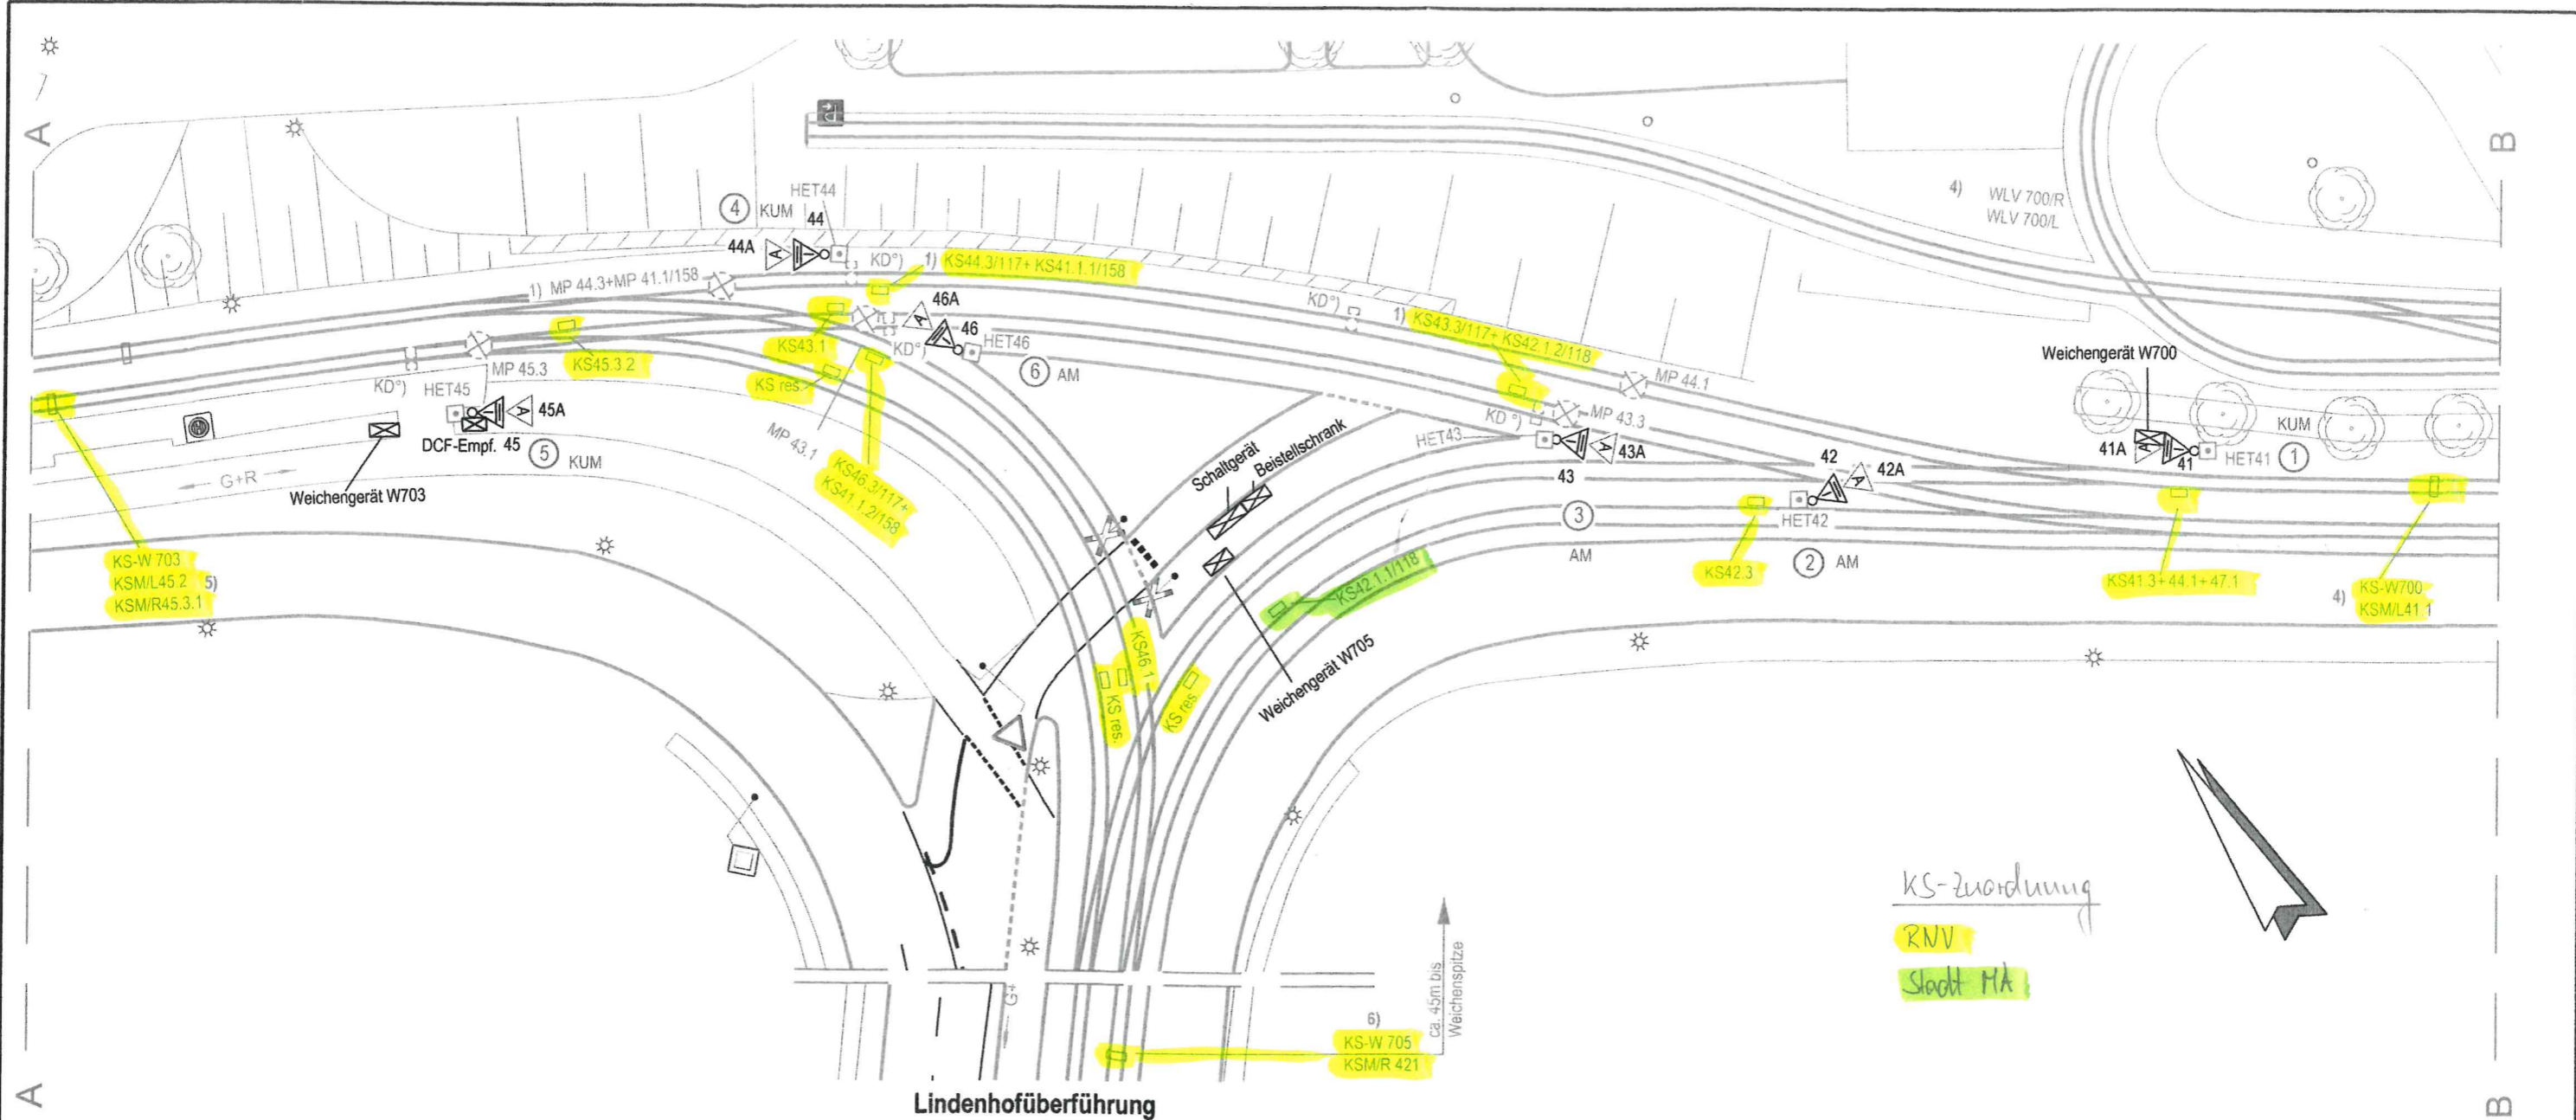 A
B
HET44
4 KUM 44
44A
KD°)
1) KS44.3/117+ KS41.1.1/158
1) MP 44.3+MP 41.1/158
46A
A
46
HET46
KD°)
KS43.1
KS45.3.2
KS res.
MP 45.3
KD°)
HET45
A
45A
DCF-Empf. 45
5 KUM
G+R
Weichengerät W703
MP 43.1
KS46.3/117+
KS41.1.2/158
6 AM
KD°)
1) KS43.3/117+ KS42.1.2/118
MP 44.1
KD°)
MP 43.3
HET43
A
43A
43
4) WLV 700/R
WLV 700/L
Weichengerät W700
KUM
41A
A
41
HET41 1
42
42A
A
HET42
3
AM
2 AM
KS42.3
KS41.3+44.1+47.1
4) KS-W700
KSM/L41.1
Schaltgerät
Beistellschrank
KS42.1.1/118
Weichengerät W705
KS46.1
KS res.
KS res
KS-W 703
KSM/L45.2 5)
KSM/R45.3.1
KS-Zuordnung
RNV
Stadt MA
G+
ca. 45m bis
Weichenspitze
6)
KS-W 705
KSM/R 421
Lindenhofüberführung
A
B